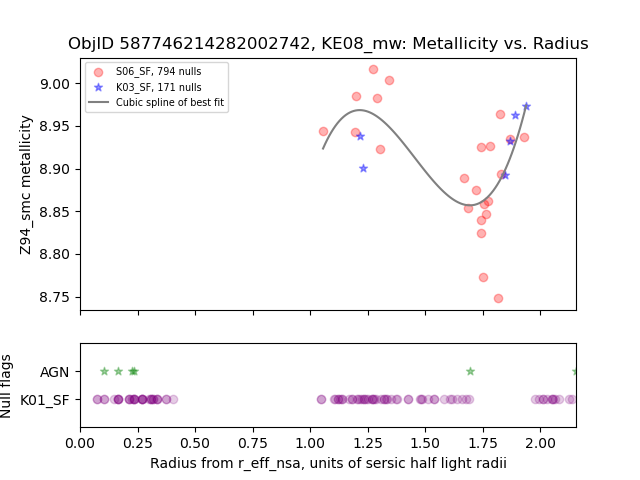 ObjID 587746214282002742, KE08_mw: Metallicity vs. Radius
S06_SF, 794 nulls
K03_SF, 171 nulls
Cubic spline of best fit
Z94_smc metallicity
9.00
8.95
8.90
8.85
8.80
8.75
Null flags
AGN
K01_SF
0.00 0.25 0.50 0.75 1.00 1.25 1.50 1.75 2.00
Radius from r_eff_nsa, units of sersic half light radii